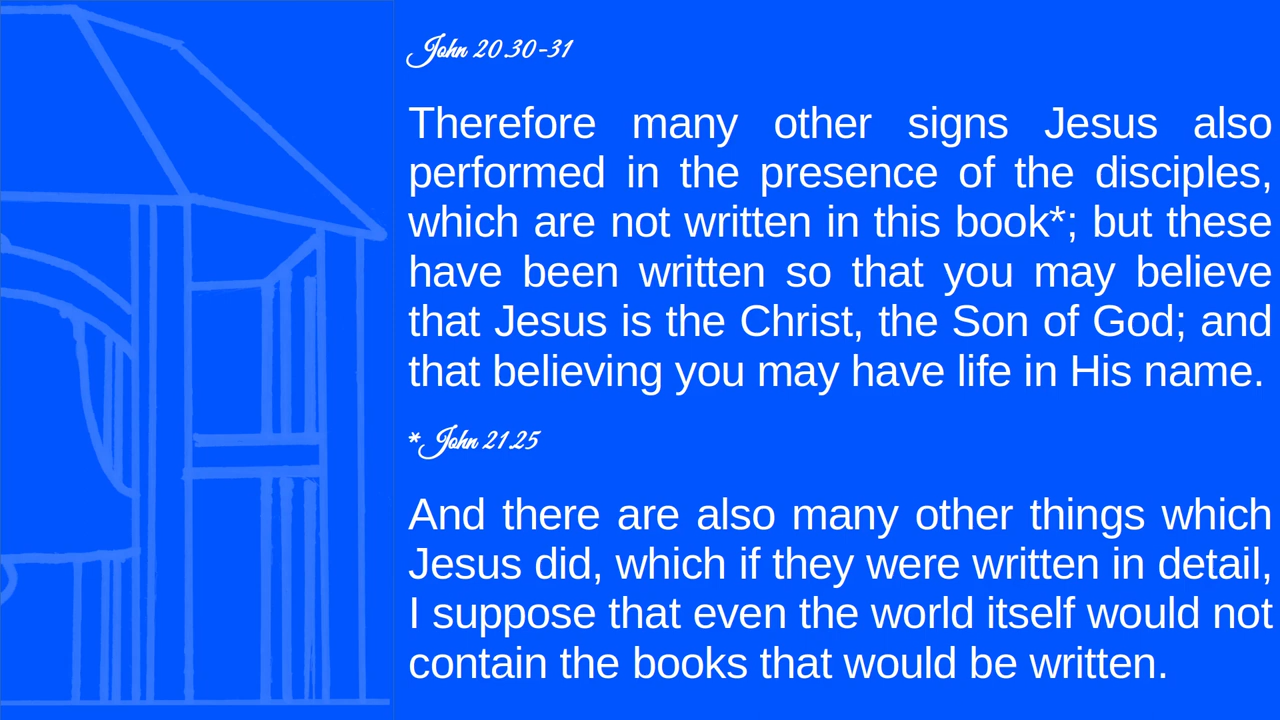 John 20.30-31
Therefore many other signs Jesus also
performed in the presence of the disciples,
which are not written in this book*; but these
have been written so that you may believe
that Jesus is the Christ, the Son of God; and
that believing you may have life in His name.
*John 21.25
And there are also many other things which
Jesus did, which if they were written in detail,
I suppose that even the world itself would not
contain the books that would be written.